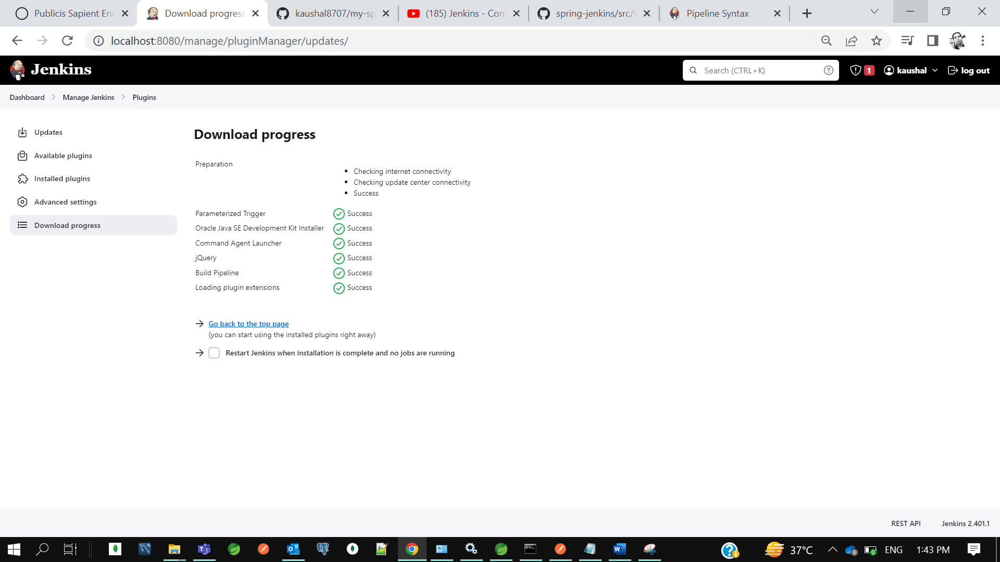 Publicis Sapient Enr
Download progress
kaushal8707/my-sp
(185) Jenkins - Conf
spring-jenkins/src/t
Pipeline Syntax
localhost:8080/manage/pluginManager/updates/
Jenkins
Search (CTRL+K)
1
kaushal
log out
Dashboard
Manage Jenkins
Plugins
Updates
Available plugins
Installed plugins
Advanced settings
Download progress
Download progress
Preparation
Checking internet connectivity
Checking update center connectivity
Success
Parameterized Trigger Success
Oracle Java SE Development Kit Installer Success
Command Agent Launcher Success
jQuery Success
Build Pipeline Success
Loading plugin extensions Success
Go back to the top page
(you can start using the installed plugins right away)
Restart Jenkins when installation is complete and no jobs are running
REST API
Jenkins 2.401.1
37°C
ENG
1:43 PM